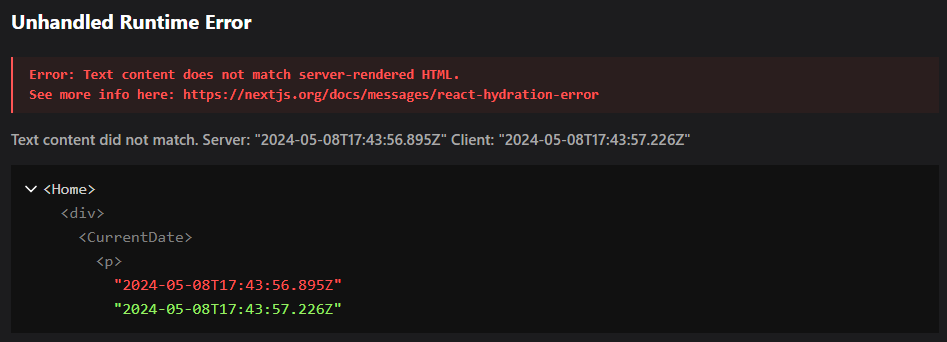 Unhandled Runtime Error
Error: Text content does not match server-rendered HTML.
See more info here: https://nextjs.org/docs/messages/react-hydration-error
Text content did not match. Server: "2024-05-08T17:43:56.895Z" Client: "2024-05-08T17:43:57.226Z"
<Home>
<div>
<CurrentDate>
<p>
"2024-05-08T17:43:56.895Z"
"2024-05-08T17:43:57.226Z"